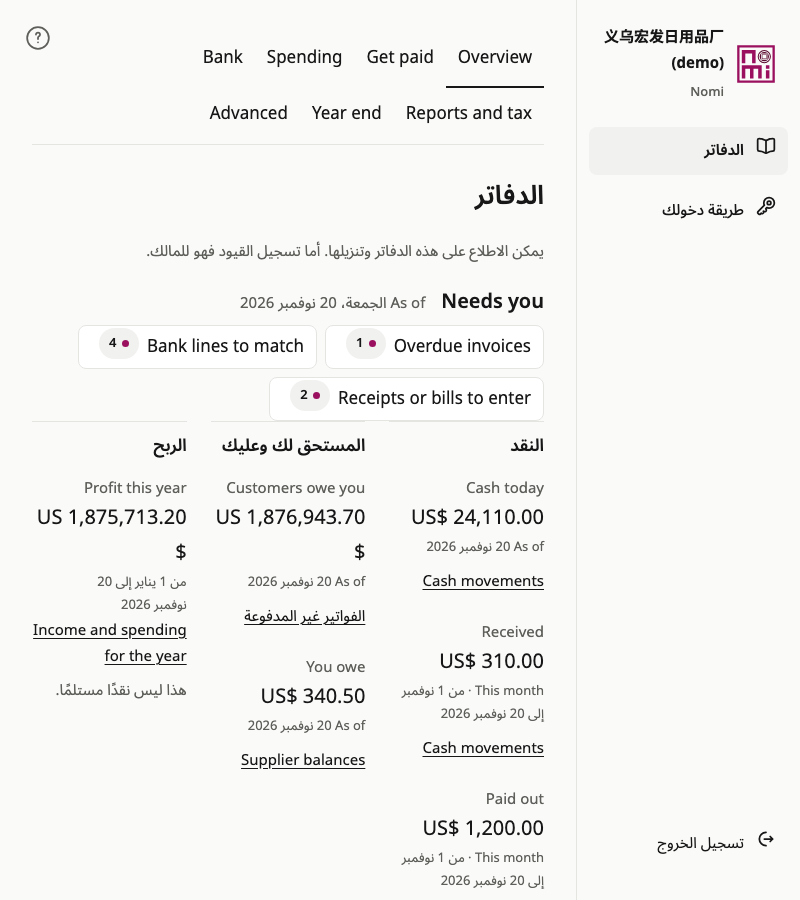 义乌宏发日用品厂
(demo)
Nomi
الدفاتر
طريقة دخولك
تسجيل الخروج
Overview
Get paid
Spending
Bank
Reports and tax
Year end
Advanced
الدفاتر
يمكن الاطلاع على هذه الدفاتر وتنزيلها. أما تسجيل القيود فهو للمالك.
Needs you
As of الجمعة، 20 نوفمبر 2026
Overdue invoices 1
Bank lines to match 4
Receipts or bills to enter 2
النقد
Cash today
US$ 24,110.00
As of 20 نوفمبر 2026
Cash movements
Received
US$ 310.00
This month · من 1 نوفمبر
إلى 20 نوفمبر 2026
Cash movements
Paid out
US$ 1,200.00
This month · من 1 نوفمبر
إلى 20 نوفمبر 2026
المستحق لك وعليك
Customers owe you
US 1,876,943.70
$
As of 20 نوفمبر 2026
الفواتير غير المدفوعة
You owe
US$ 340.50
As of 20 نوفمبر 2026
Supplier balances
الربح
Profit this year
US 1,875,713.20
$
من 1 يناير إلى 20
نوفمبر 2026
Income and spending
for the year
هذا ليس نقدًا مستلمًا.